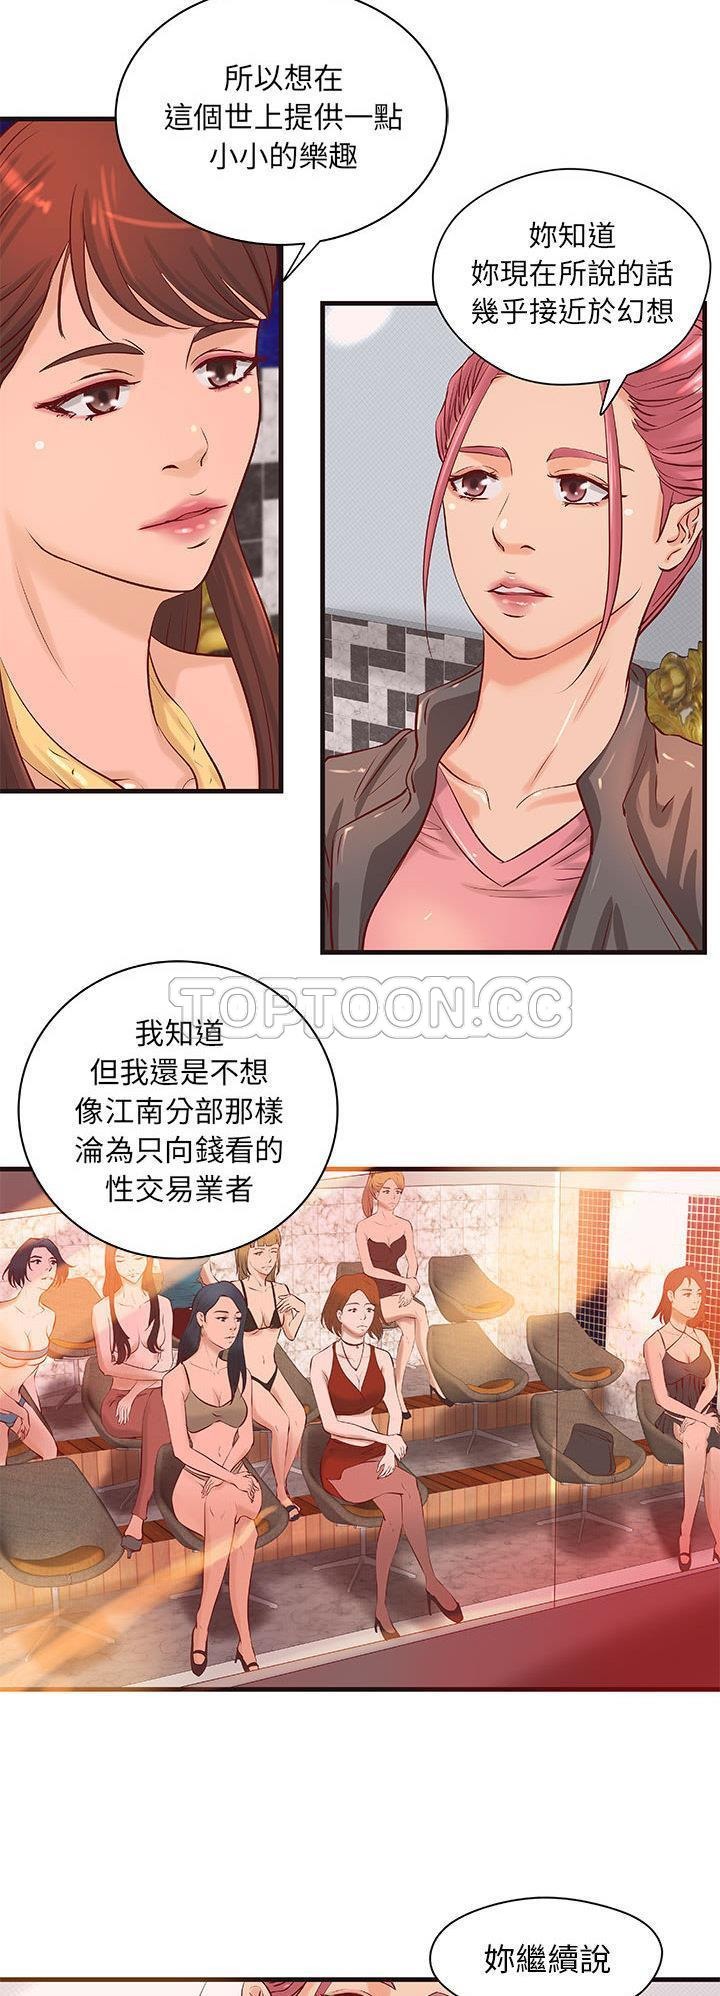 所以想在
這個世上提供一點
小小的樂趣
妳知道
妳現在所說的話
幾乎接近於幻想
TOPTOON.CC
我知道
但我還是不想
像江南分部那樣
淪為只向錢看的
性交易業者
妳繼續說